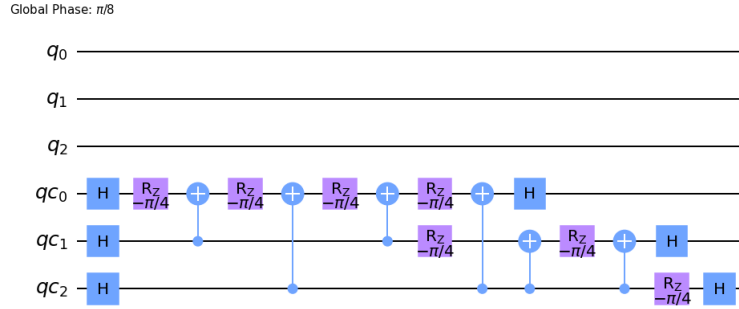 Global Phase: π/8
q0
q1
q2
qc0 H RZ −π/4 RZ −π/4 RZ −π/4 RZ −π/4 H
qc1 H RZ −π/4 RZ −π/4 H
qc2 H RZ −π/4 H